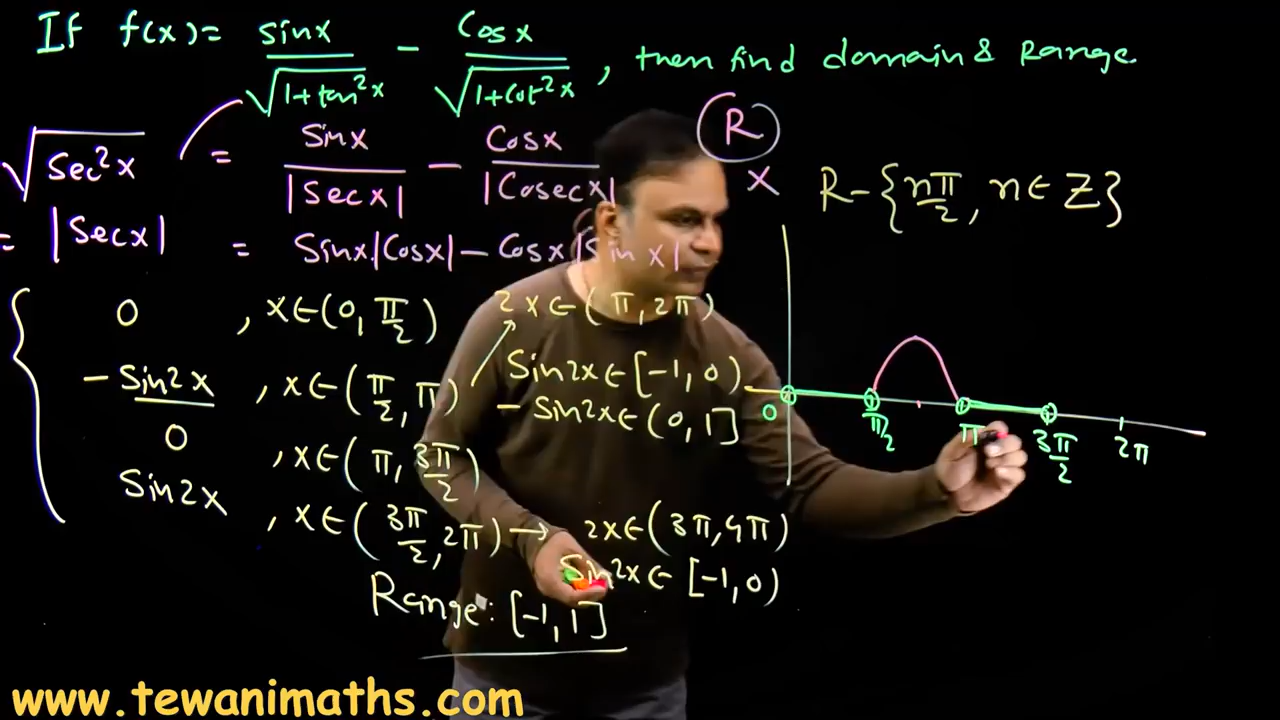 If f(x) = sinx/√(1+tan²x) − Cosx/√(1+Cot²x), then find domain & Range.
√(Sec²x) = Sinx/|Secx| − Cosx/|Cosecx|
R
x R−{nπ/2, n∈Z}
= |Secx| = Sinx|Cosx| − Cosx|Sinx|
0 , x∈(0, π/2) 2x∈(π, 2π)
−Sin2x , x∈(π/2, π) Sin2x∈[−1, 0)
−Sin2x∈(0, 1]
0 , x∈(π, 3π/2)
Sin2x , x∈(3π/2, 2π) → 2x∈(3π, 4π)
Sin2x∈[−1, 0)
Range: [−1, 1]
0 π/2 π 3π/2 2π
www.tewanimaths.com